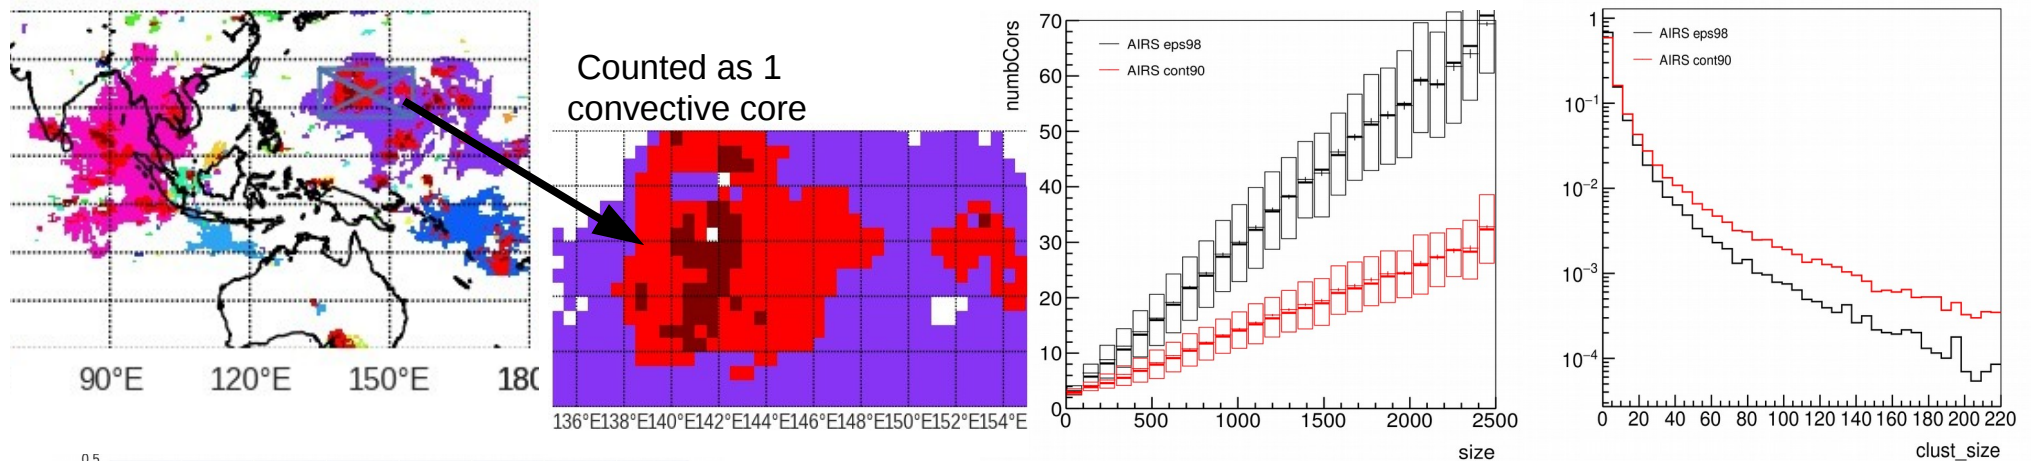 Counted as 1
convective core
90°E 120°E 150°E 180
136°E138°E140°E142°E144°E146°E148°E150°E152°E154°E
numbCors
70
60
50
40
30
20
10
0
AIRS eps98
AIRS cont90
0 500 1000 1500 2000 2500
size
1
10⁻¹
10⁻²
10⁻³
10⁻⁴
AIRS eps98
AIRS cont90
0 20 40 60 80 100 120 140 160 180 200 220
clust_size
0.5